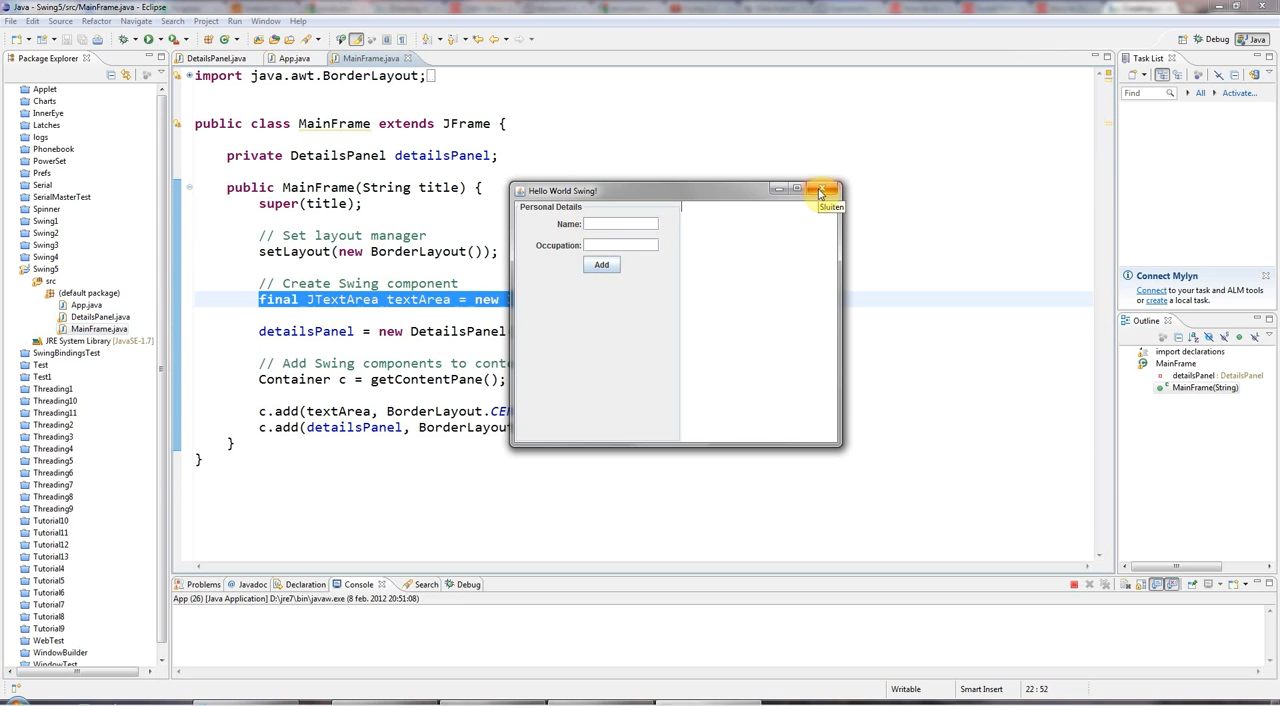 Java - Swing5/src/MainFrame.java - Eclipse
File Edit Source Refactor Navigate Search Project Run Window Help
Debug Java
Package Explorer
Applet
Charts
InnerEye
Latches
logs
Phonebook
PowerSet
Prefs
Serial
SerialMasterTest
Spinner
Swing1
Swing2
Swing3
Swing4
Swing5
src
(default package)
App.java
DetailsPanel.java
MainFrame.java
JRE System Library [JavaSE-1.7]
SwingBindingsTest
Test
Test1
Threading1
Threading10
Threading11
Threading2
Threading3
Threading4
Threading5
Threading6
Threading7
Threading8
Threading9
Tutorial10
Tutorial11
Tutorial12
Tutorial13
Tutorial4
Tutorial5
Tutorial6
Tutorial7
Tutorial8
Tutorial9
WebTest
WindowBuilder
WindowTest
DetailsPanel.java App.java MainFrame.java
import java.awt.BorderLayout;
public class MainFrame extends JFrame {
private DetailsPanel detailsPanel;
public MainFrame(String title) {
super(title);
// Set layout manager
setLayout(new BorderLayout());
// Create Swing component
final JTextArea textArea = new
detailsPanel = new DetailsPanel
// Add Swing components to conte
Container c = getContentPane();
c.add(textArea, BorderLayout.CEN
c.add(detailsPanel, BorderLayout
}
}
Hello World Swing!
Sluiten
Personal Details
Name:
Occupation:
Add
Task List
Find All Activate...
Connect Mylyn
Connect to your task and ALM tools
or create a local task.
Outline
import declarations
MainFrame
detailsPanel : DetailsPanel
MainFrame(String)
Problems Javadoc Declaration Console Search Debug
App (26) [Java Application] D:\jre7\bin\javaw.exe (8 feb. 2012 20:51:08)
Writable Smart Insert 22 : 52